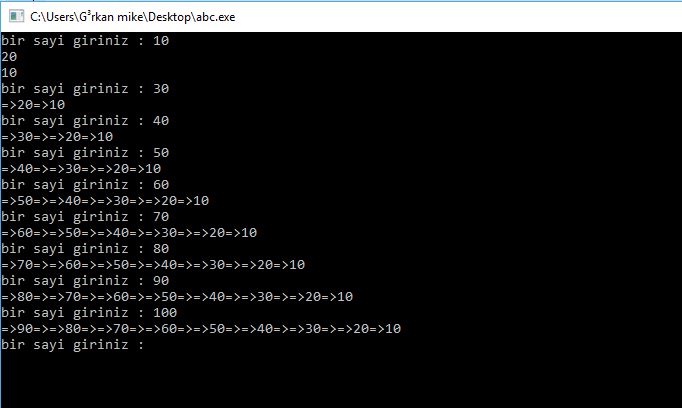 C:\Users\G³rkan mike\Desktop\abc.exe
bir sayi giriniz : 10
20
10
bir sayi giriniz : 30
=>20=>10
bir sayi giriniz : 40
=>30=>=>20=>10
bir sayi giriniz : 50
=>40=>=>30=>=>20=>10
bir sayi giriniz : 60
=>50=>=>40=>=>30=>=>20=>10
bir sayi giriniz : 70
=>60=>=>50=>=>40=>=>30=>=>20=>10
bir sayi giriniz : 80
=>70=>=>60=>=>50=>=>40=>=>30=>=>20=>10
bir sayi giriniz : 90
=>80=>=>70=>=>60=>=>50=>=>40=>=>30=>=>20=>10
bir sayi giriniz : 100
=>90=>=>80=>=>70=>=>60=>=>50=>=>40=>=>30=>=>20=>10
bir sayi giriniz :